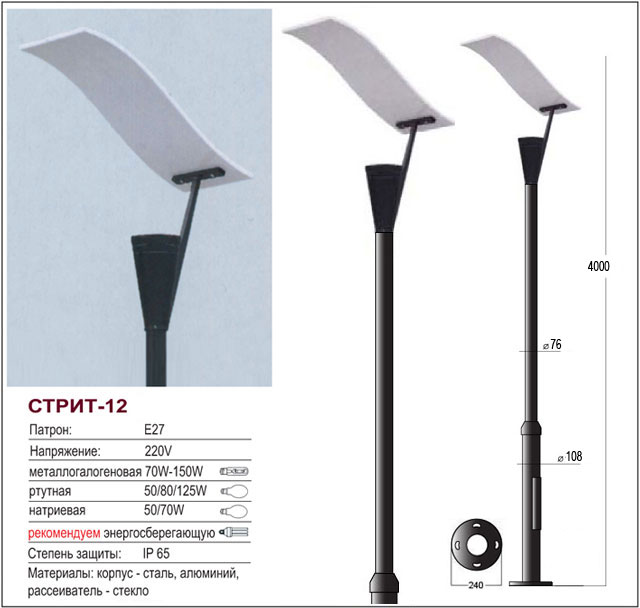 СТРИТ-12
Патрон: E27
Напряжение: 220V
металлогалогеновая 70W-150W
ртутная 50/80/125W
натриевая 50/70W
рекомендуем энергосберегающую
Степень защиты: IP 65
Материалы: корпус - сталь, алюминий,
рассеиватель - стекло
4000
⌀76
⌀108
240